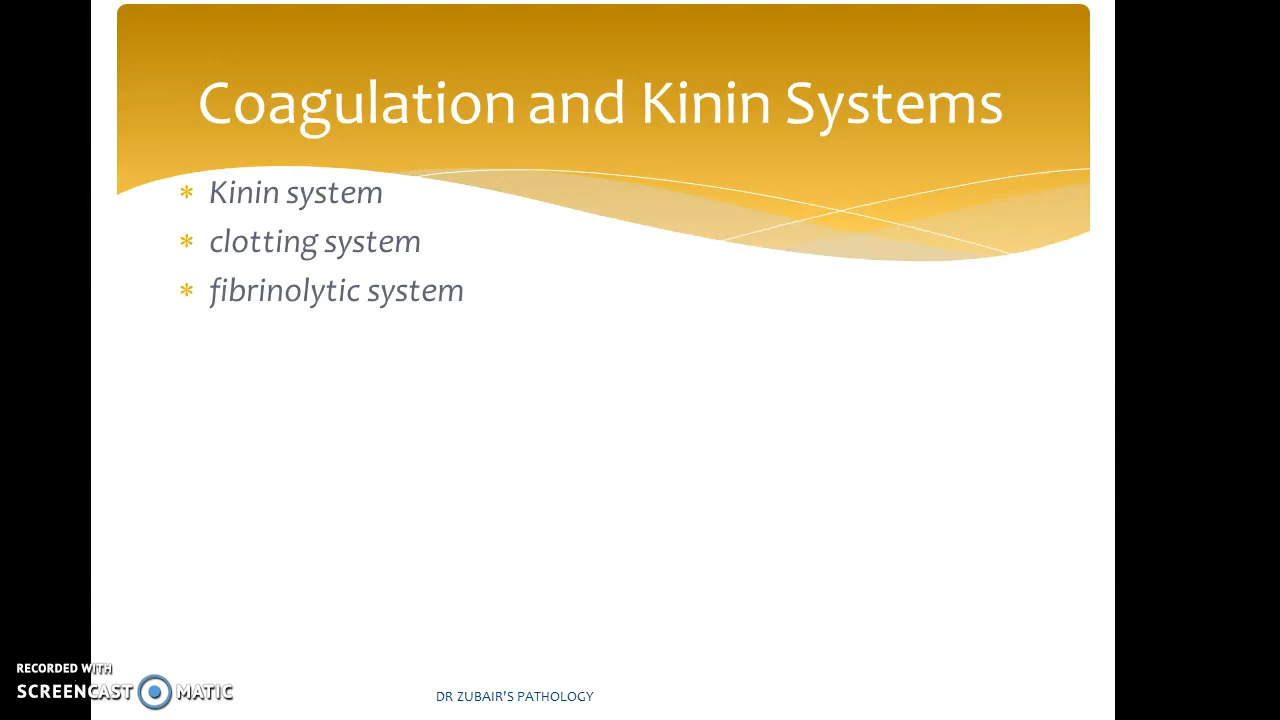 Coagulation and Kinin Systems
* Kinin system
* clotting system
* fibrinolytic system
RECORDED WITH
SCREENCAST MATIC
DR ZUBAIR'S PATHOLOGY